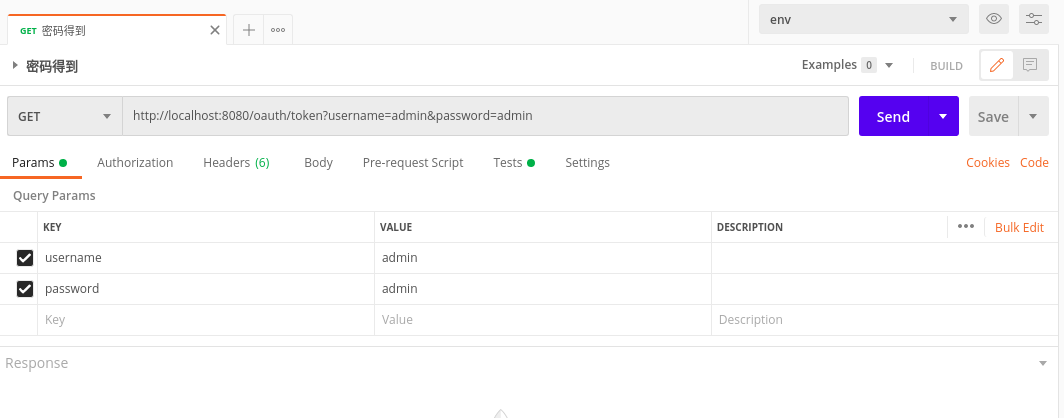 GET 密码得到
env
密码得到
Examples 0
BUILD
GET http://localhost:8080/oauth/token?username=admin&password=admin Send Save
Params Authorization Headers (6) Body Pre-request Script Tests Settings Cookies Code
Query Params
KEY VALUE DESCRIPTION Bulk Edit
username admin
password admin
Key Value Description
Response